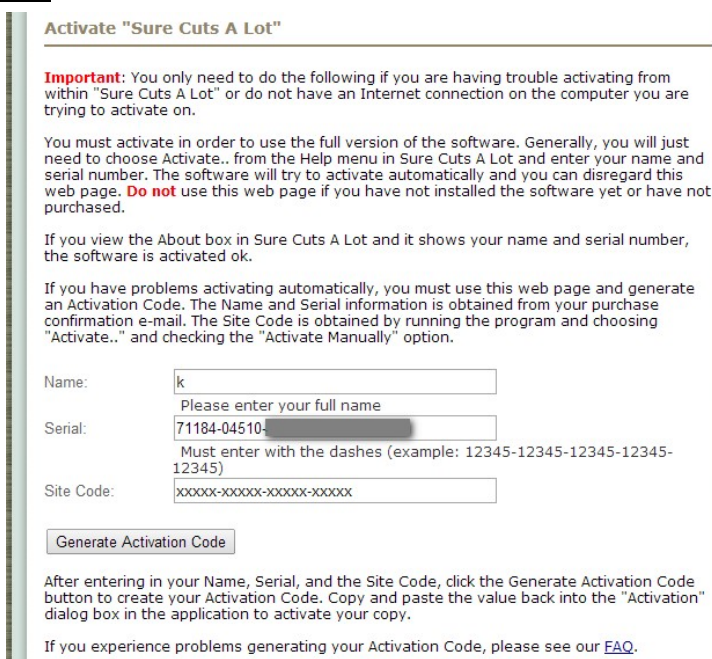 Activate "Sure Cuts A Lot"
Important: You only need to do the following if you are having trouble activating from
within "Sure Cuts A Lot" or do not have an Internet connection on the computer you are
trying to activate on.
You must activate in order to use the full version of the software. Generally, you will just
need to choose Activate.. from the Help menu in Sure Cuts A Lot and enter your name and
serial number. The software will try to activate automatically and you can disregard this
web page. Do not use this web page if you have not installed the software yet or have not
purchased.
If you view the About box in Sure Cuts A Lot and it shows your name and serial number,
the software is activated ok.
If you have problems activating automatically, you must use this web page and generate
an Activation Code. The Name and Serial information is obtained from your purchase
confirmation e-mail. The Site Code is obtained by running the program and choosing
"Activate.." and checking the "Activate Manually" option.
Name: k
Please enter your full name
Serial: 71184-04510-
Must enter with the dashes (example: 12345-12345-12345-12345-
12345)
Site Code: xxxxx-xxxxx-xxxxx-xxxxx
Generate Activation Code
After entering in your Name, Serial, and the Site Code, click the Generate Activation Code
button to create your Activation Code. Copy and paste the value back into the "Activation"
dialog box in the application to activate your copy.
If you experience problems generating your Activation Code, please see our FAQ.